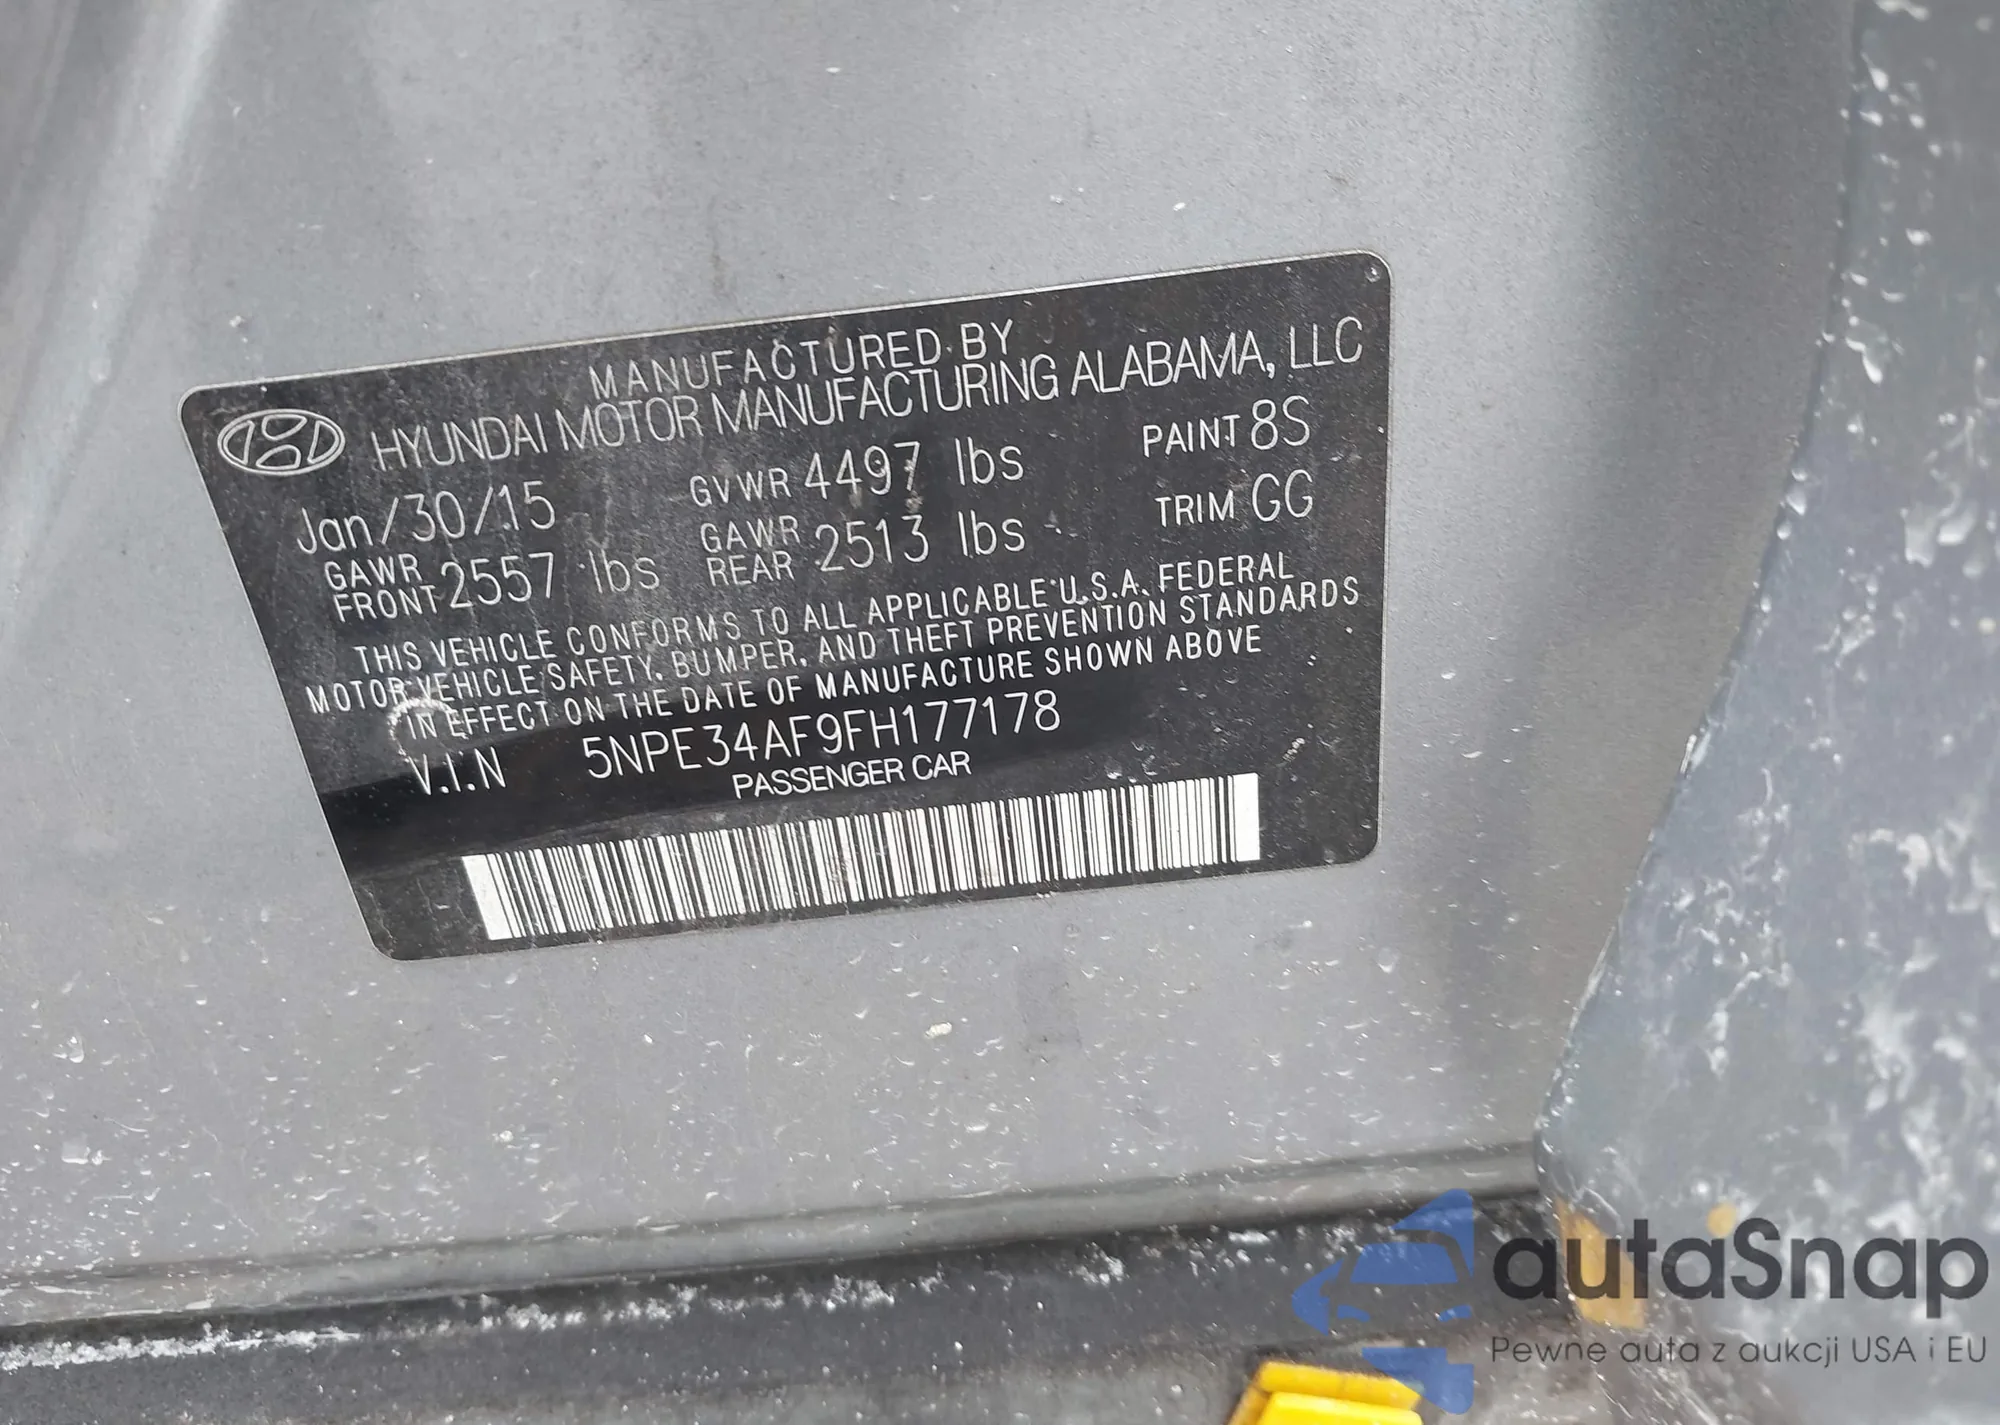 MANUFACTURED BY
HYUNDAI MOTOR MANUFACTURING ALABAMA, LLC
Jan/30/15 GVWR 4497 lbs PAINT 8S
GAWR FRONT 2557 lbs GAWR REAR 2513 lbs TRIM GG
THIS VEHICLE CONFORMS TO ALL APPLICABLE U.S.A. FEDERAL
MOTOR VEHICLE SAFETY, BUMPER, AND THEFT PREVENTION STANDARDS
IN EFFECT ON THE DATE OF MANUFACTURE SHOWN ABOVE
V.I.N 5NPE34AF9FH177178
PASSENGER CAR
autaSnap
Pewne auta z aukcji USA i EU